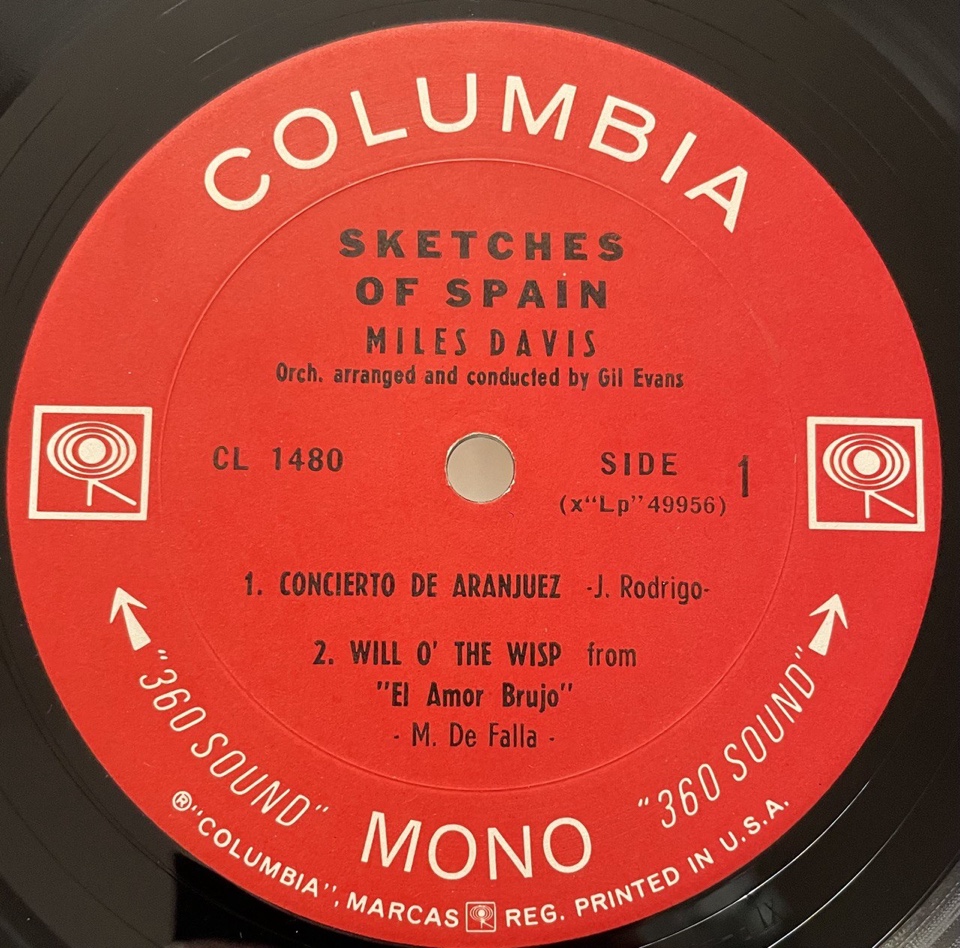 COLUMBIA
SKETCHES
OF SPAIN
MILES DAVIS
Orch. arranged and conducted by Gil Evans
CL 1480
SIDE 1
(x"Lp"49956)
1. CONCIERTO DE ARANJUEZ -J. Rodrigo-
2. WILL O' THE WISP from
"El Amor Brujo"
- M. De Falla -
"360 SOUND"
MONO
"360 SOUND"
®"COLUMBIA", MARCAS REG. PRINTED IN U.S.A.